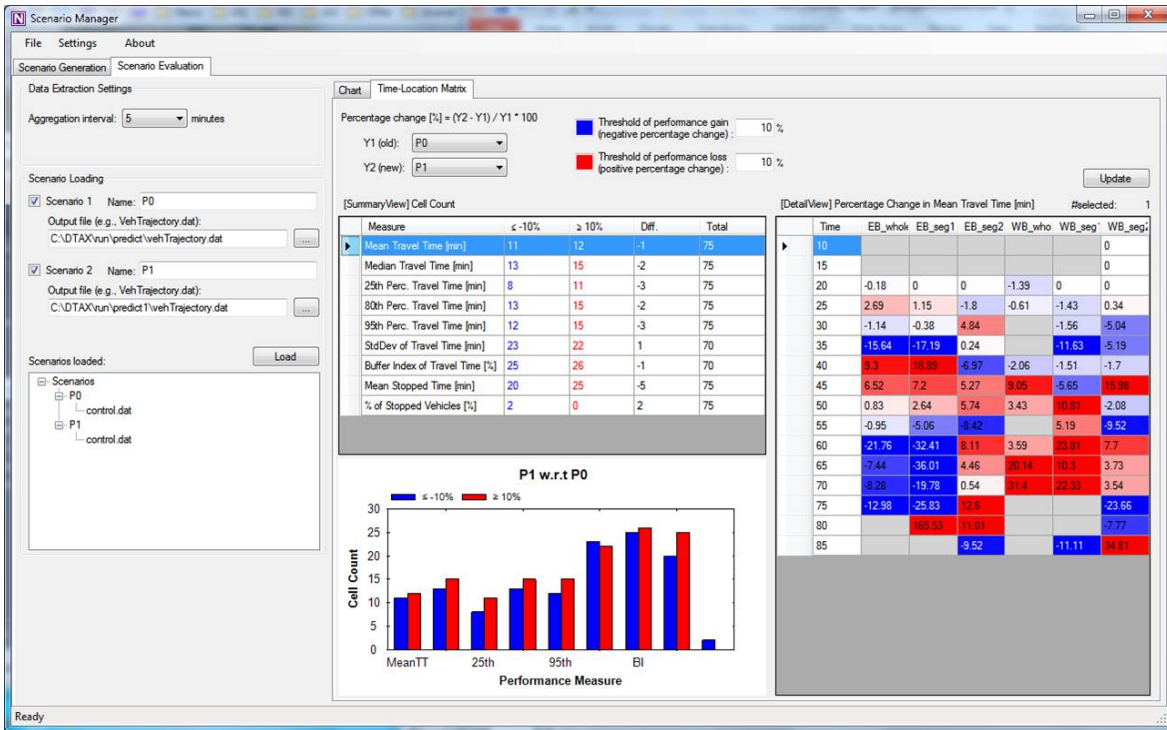 Scenario Manager
File Settings About
Scenario Generation Scenario Evaluation
Data Extraction Settings
Aggregation interval: 5 minutes
Scenario Loading
Scenario 1 Name: P0
Output file (e.g., VehTrajectory.dat):
C:\DTAX\run\predict\vehTrajectory.dat
...
Scenario 2 Name: P1
Output file (e.g., VehTrajectory.dat):
C:\DTAX\run\predict1\vehTrajectory.dat
...
Scenarios loaded: Load
Scenarios
P0
control.dat
P1
control.dat
Chart Time-Location Matrix
Percentage change [%] = (Y2 - Y1) / Y1 * 100
Y1 (old): P0
Y2 (new): P1
Threshold of performance gain
(negative percentage change) : 10 %
Threshold of performance loss
(positive percentage change) : 10 %
Update
[SummaryView] Cell Count
Measure ≤ -10% ≥ 10% Diff. Total
Mean Travel Time [min] 11 12 -1 75
Median Travel Time [min] 13 15 -2 75
25th Perc. Travel Time [min] 8 11 -3 75
80th Perc. Travel Time [min] 13 15 -2 75
95th Perc. Travel Time [min] 12 15 -3 75
StdDev of Travel Time [min] 23 22 1 70
Buffer Index of Travel Time [%] 25 26 -1 70
Mean Stopped Time [min] 20 25 -5 75
% of Stopped Vehicles [%] 2 0 2 75
P1 w.r.t P0
≤ -10% ≥ 10%
Cell Count
30
25
20
15
10
5
0
MeanTT 25th 95th BI
Performance Measure
[DetailView] Percentage Change in Mean Travel Time [min] #selected: 1
Time EB_whole EB_seg1 EB_seg2 WB_who WB_seg1 WB_seg2
10 0
15 0
20 -0.18 0 0 -1.39 0 0
25 2.69 1.15 -1.8 -0.61 -1.43 0.34
30 -1.14 -0.38 4.84 -1.56 -5.04
35 -15.64 -17.19 0.24 -11.63 -5.19
40 9.3 18.89 -6.97 -2.06 -1.51 -1.7
45 6.52 7.2 5.27 9.05 -5.65 15.98
50 0.83 2.64 5.74 3.43 10.81 -2.08
55 -0.95 -5.06 -8.42 5.19 -9.52
60 -21.76 -32.41 8.11 3.59 23.81 7.7
65 -7.44 -36.01 4.46 20.14 10.3 3.73
70 -8.28 -19.78 0.54 31.4 22.33 3.54
75 -12.98 -25.83 12.6 -23.66
80 165.53 11.01 -7.77
85 -9.52 -11.11 34.81
Ready